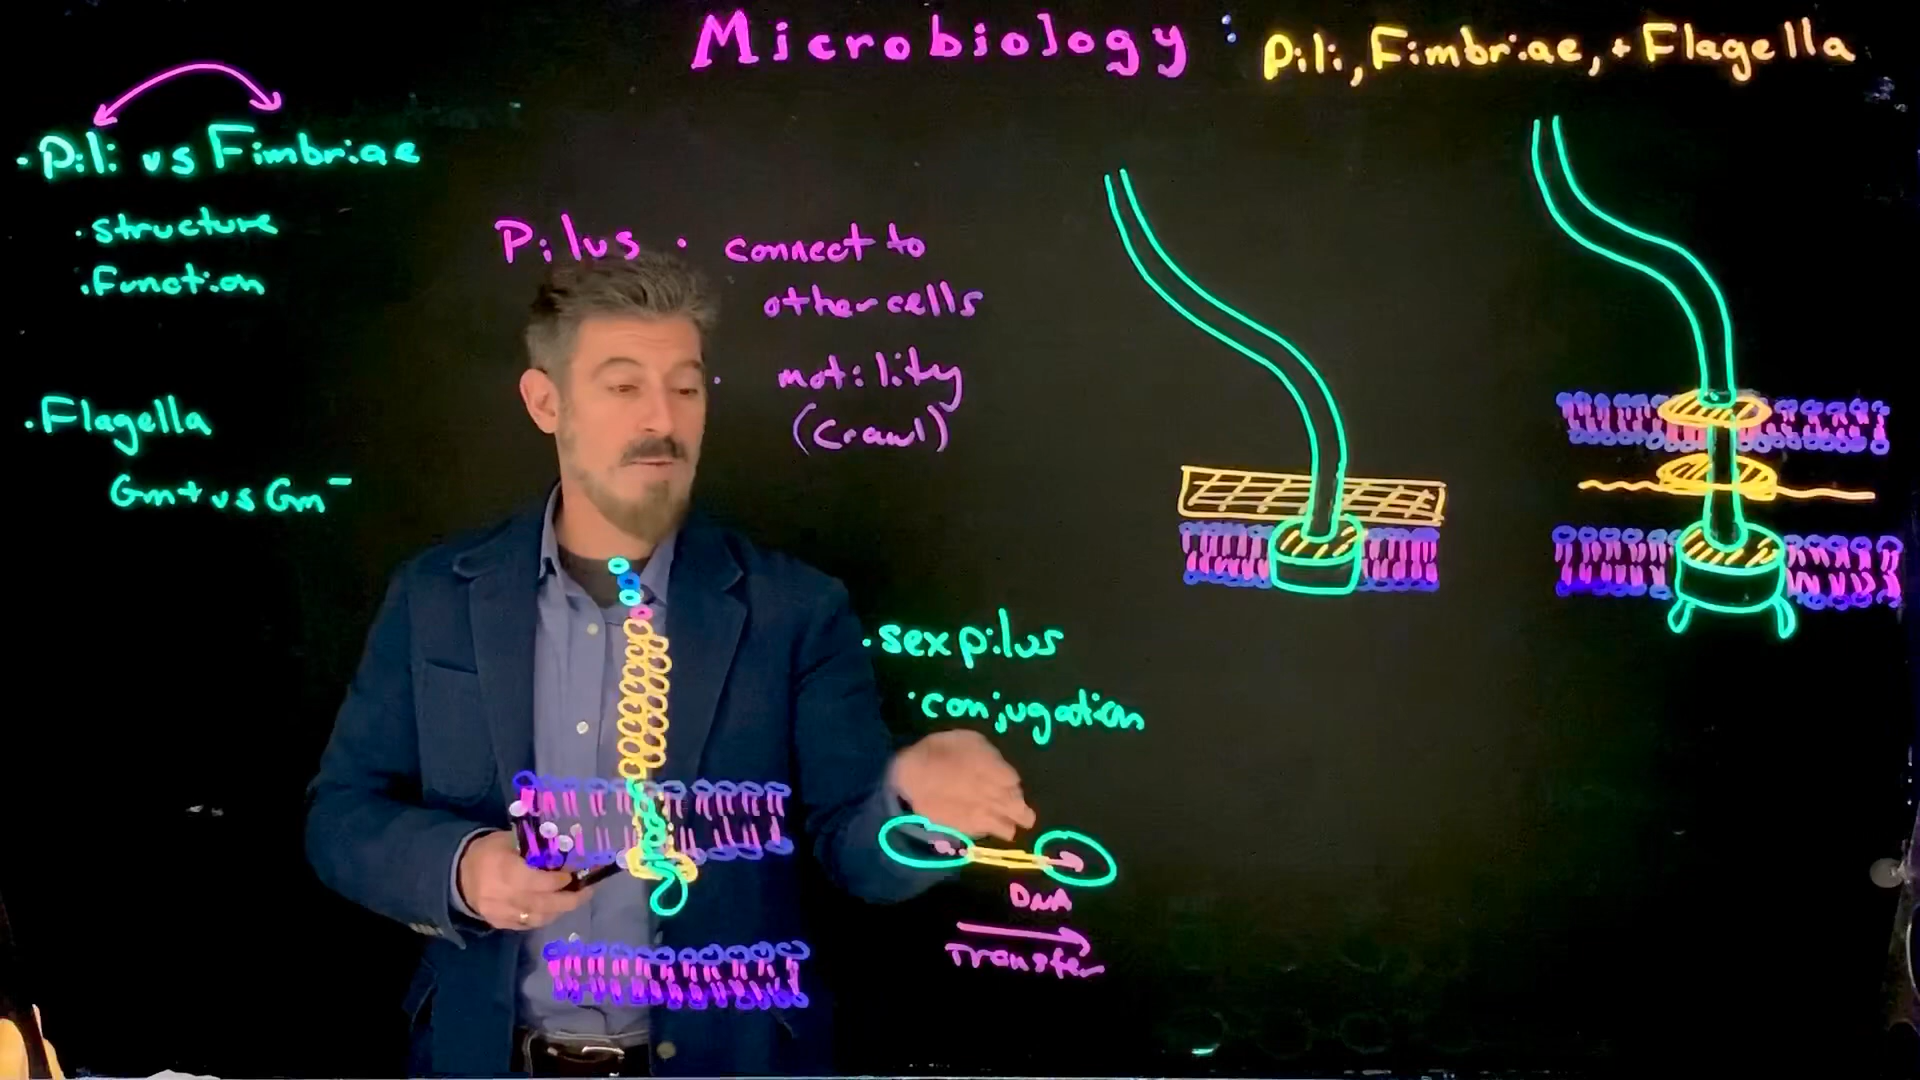 Microbiology: Pili, Fimbriae, + Flagella
· Pili vs Fimbriae
· structure
· Function
· Flagella
Gm+ vs Gm-
Pilus · connect to
other cells
· motility
(crawl)
· sex pilus
· conjugation
DNA
Transfer